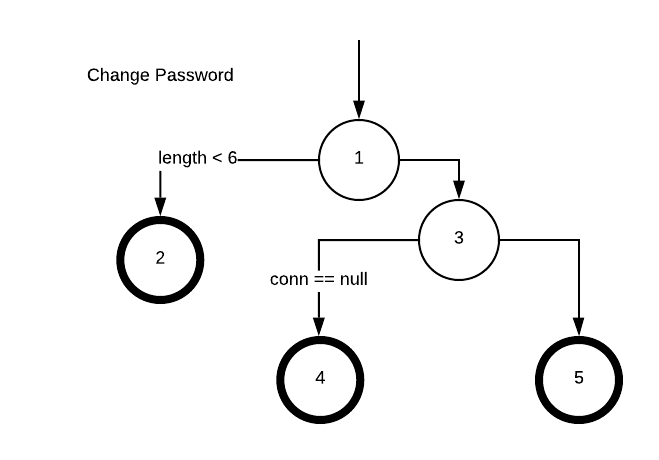 Change Password
1
length < 6
2
3
conn == null
4
5